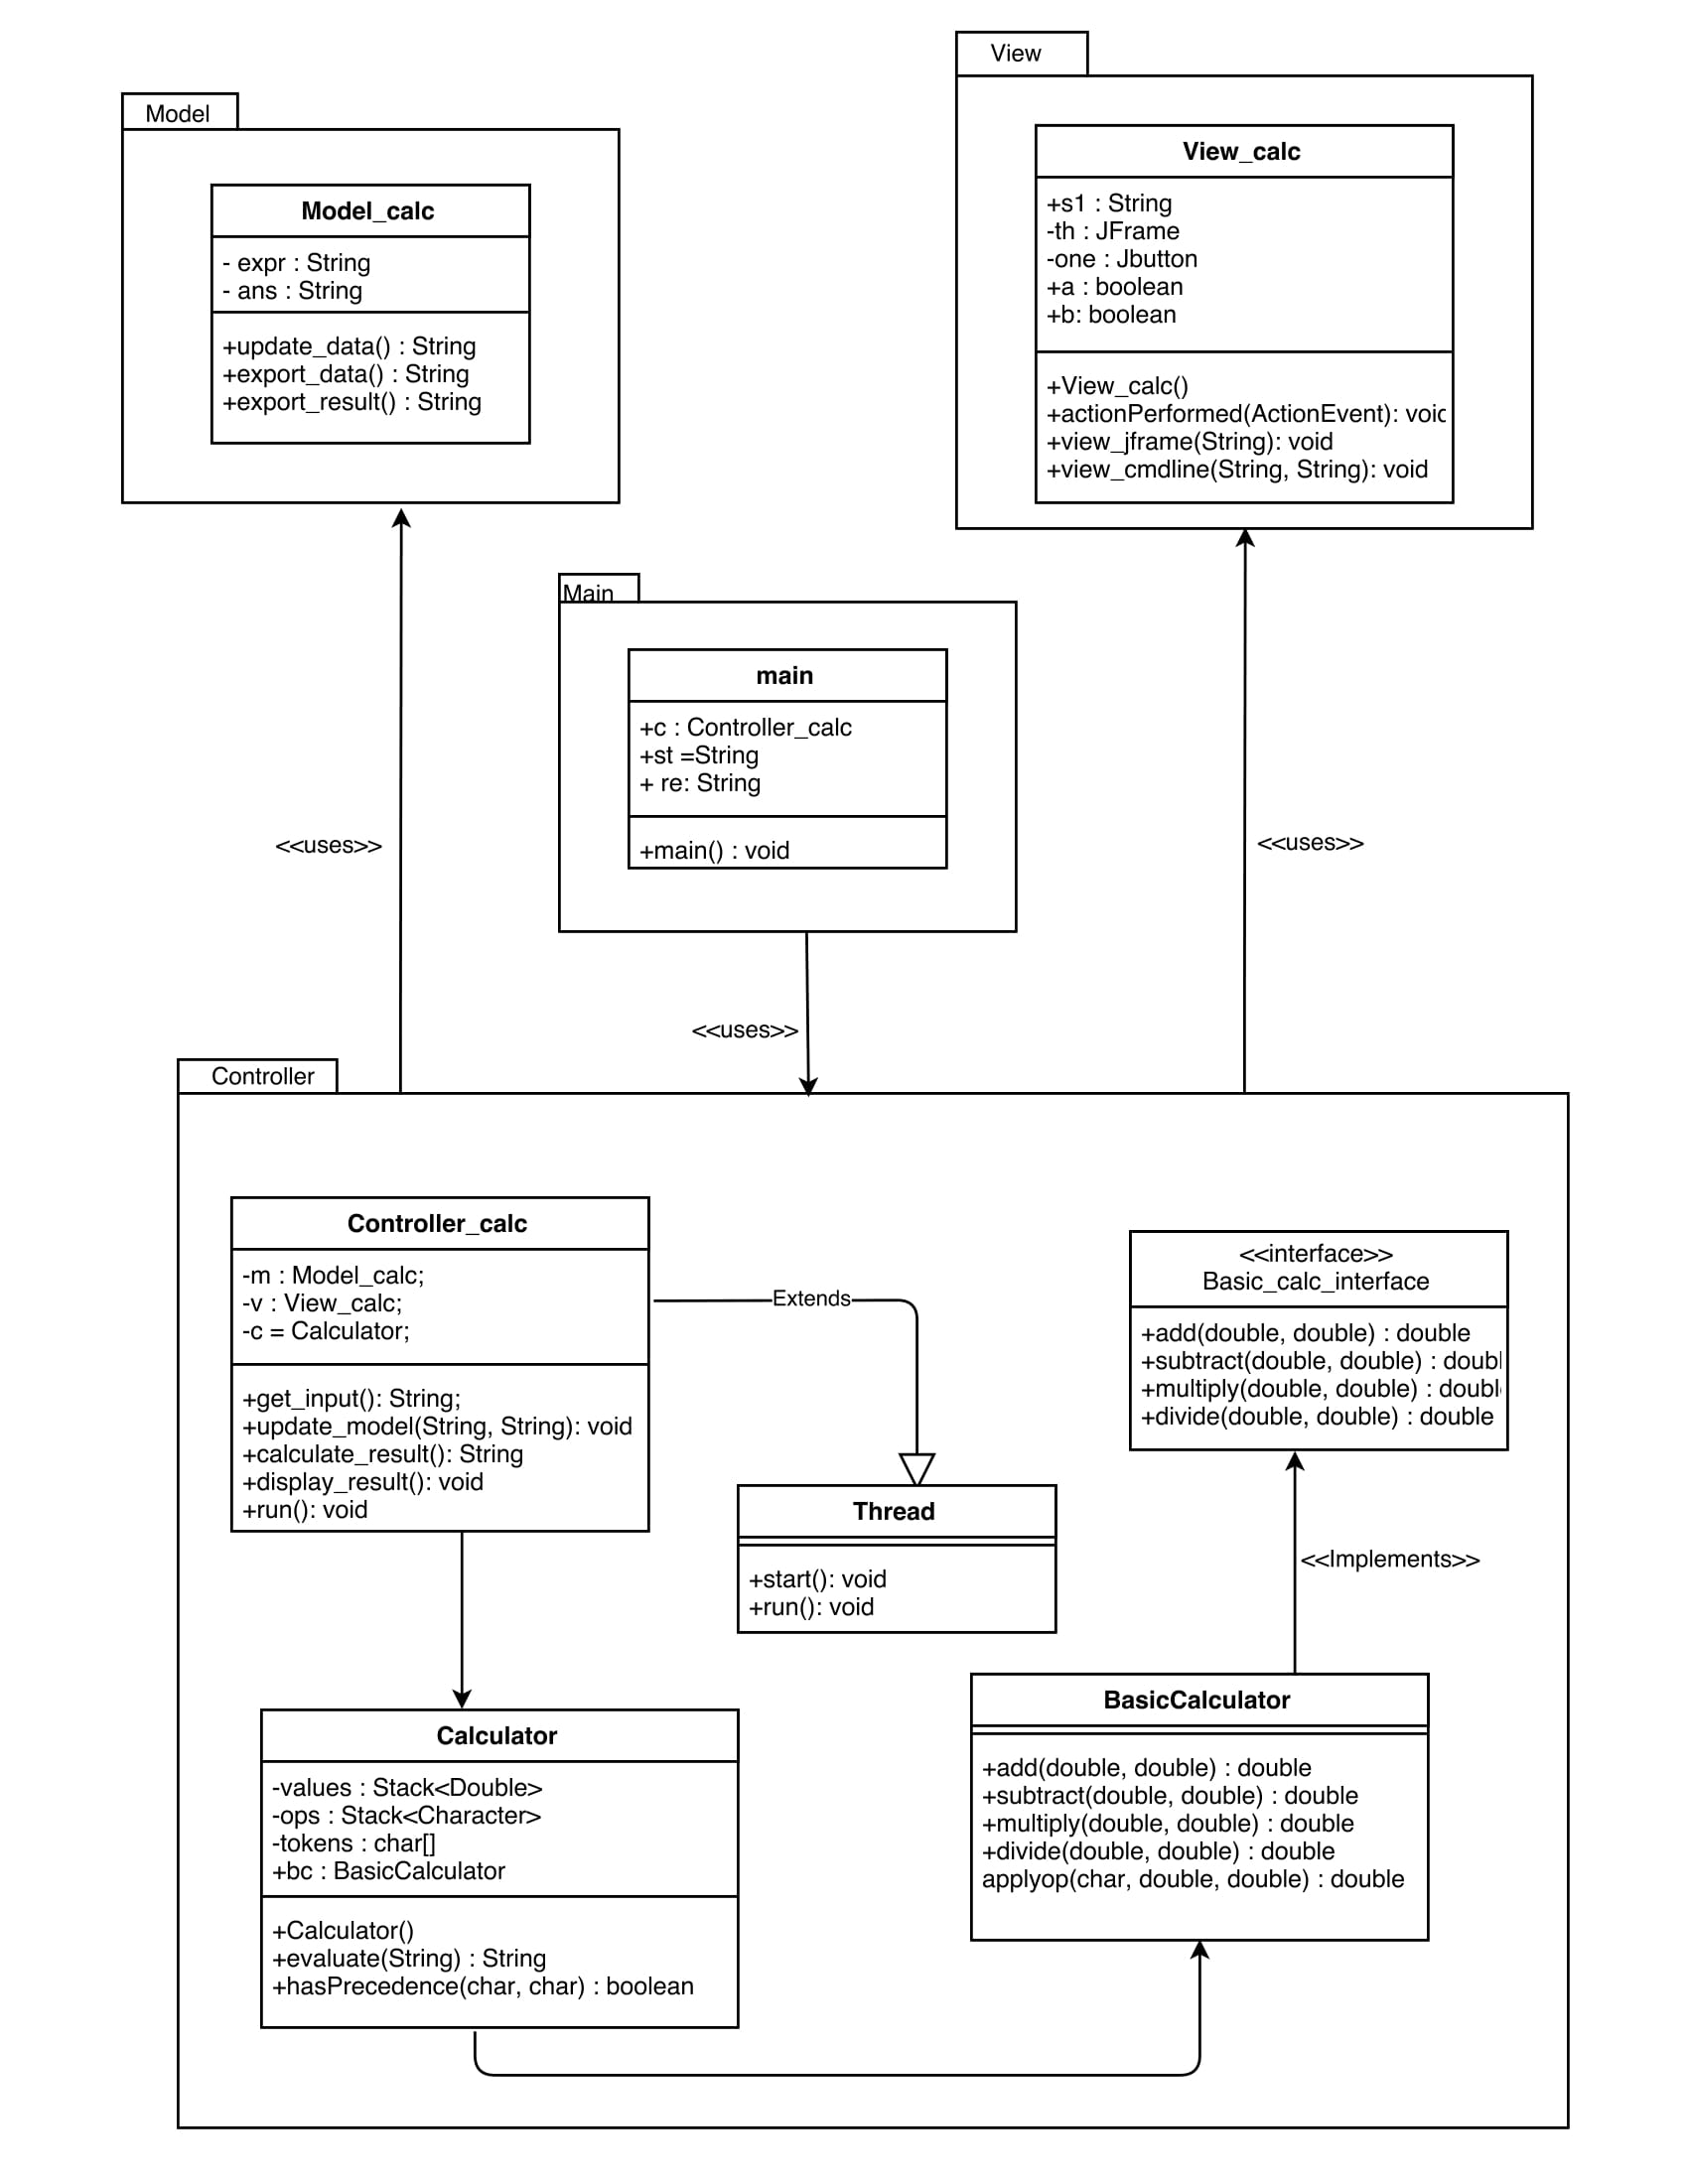 View
Model
View_calc
+s1 : String
-th : JFrame
-one : Jbutton
+a : boolean
+b: boolean
+View_calc()
+actionPerformed(ActionEvent): voic
+view_jframe(String): void
+view_cmdline(String, String): void
Model_calc
- expr : String
- ans : String
+update_data() : String
+export_data() : String
+export_result() : String
Main
main
+c : Controller_calc
+st =String
+ re: String
+main() : void
<<uses>>
<<uses>>
<<uses>>
Controller
Controller_calc
-m : Model_calc;
-v : View_calc;
-c = Calculator;
+get_input(): String;
+update_model(String, String): void
+calculate_result(): String
+display_result(): void
+run(): void
Extends
<<interface>>
Basic_calc_interface
+add(double, double) : double
+subtract(double, double) : doubl
+multiply(double, double) : doubl
+divide(double, double) : double
Thread
+start(): void
+run(): void
<<Implements>>
Calculator
-values : Stack<Double>
-ops : Stack<Character>
-tokens : char[]
+bc : BasicCalculator
+Calculator()
+evaluate(String) : String
+hasPrecedence(char, char) : boolean
BasicCalculator
+add(double, double) : double
+subtract(double, double) : double
+multiply(double, double) : double
+divide(double, double) : double
applyop(char, double, double) : double